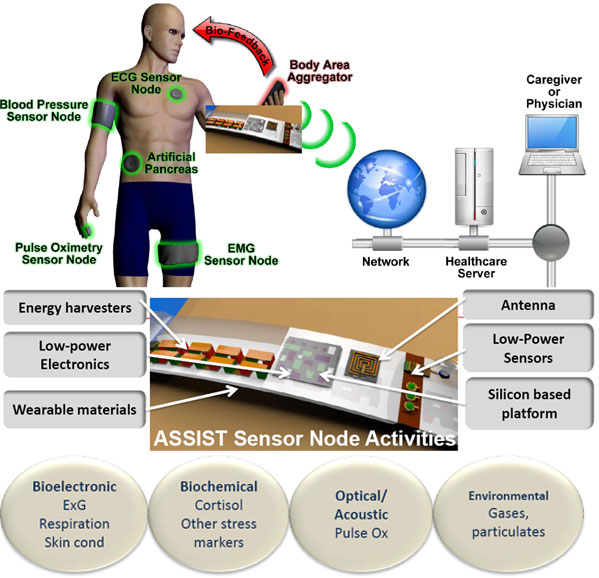 Bio-Feedback
ECG Sensor
Node
Body Area
Aggregator
Blood Pressure
Sensor Node
Artificial
Pancreas
Pulse Oximetry
Sensor Node
EMG
Sensor Node
Caregiver
or
Physician
Network
Healthcare
Server
Energy harvesters
Low-power
Electronics
Wearable materials
Antenna
Low-Power
Sensors
Silicon based
platform
ASSIST Sensor Node Activities
Bioelectronic
ExG
Respiration
Skin cond
Biochemical
Cortisol
Other stress
markers
Optical/
Acoustic
Pulse Ox
Environmental
Gases,
particulates